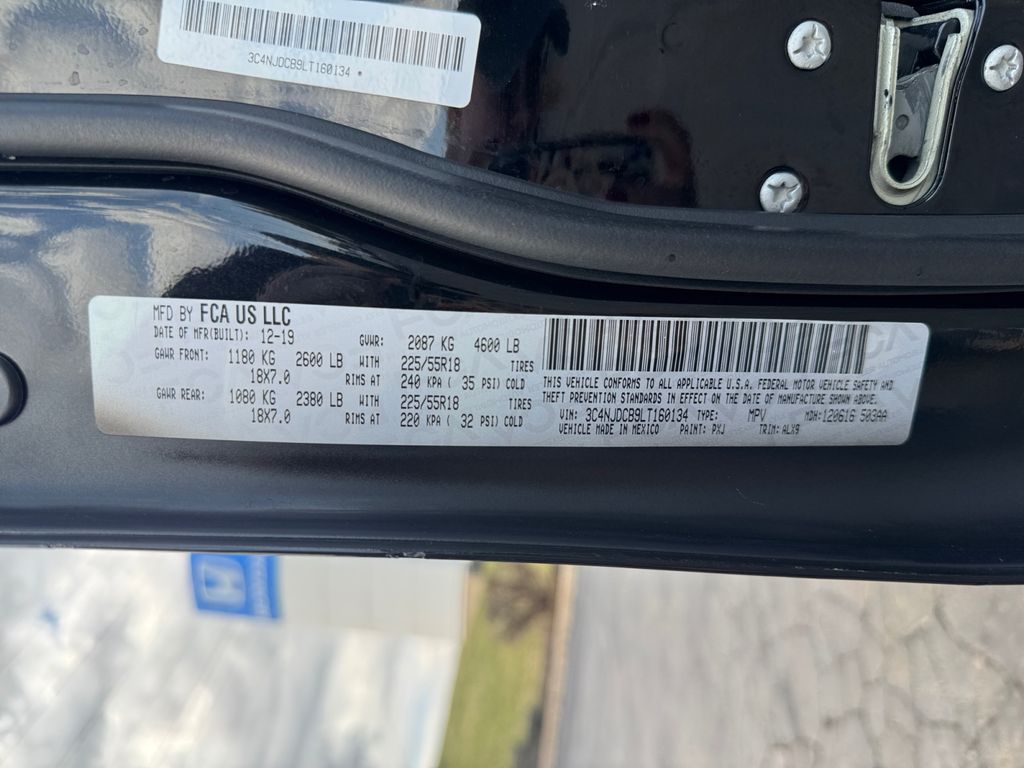 3C4NJDCB9LT160134
MFD BY FCA US LLC
DATE OF MFR(BUILT): 12-19 GVWR: 2087 KG 4600 LB
GAWR FRONT: 1180 KG 2600 LB WITH 225/55R18 TIRES
18X7.0 RIMS AT 240 KPA ( 35 PSI) COLD
GAWR REAR: 1080 KG 2380 LB WITH 225/55R18 TIRES
18X7.0 RIMS AT 220 KPA ( 32 PSI) COLD
THIS VEHICLE CONFORMS TO ALL APPLICABLE U.S.A. FEDERAL MOTOR VEHICLE SAFETY AND
THEFT PREVENTION STANDARDS IN EFFECT ON THE DATE OF MANUFACTURE SHOWN ABOVE.
VIN: 3C4NJDCB9LT160134 TYPE: MPV MDH: 120616 503AA
VEHICLE MADE IN MEXICO PAINT: PXJ TRIM: ALX9